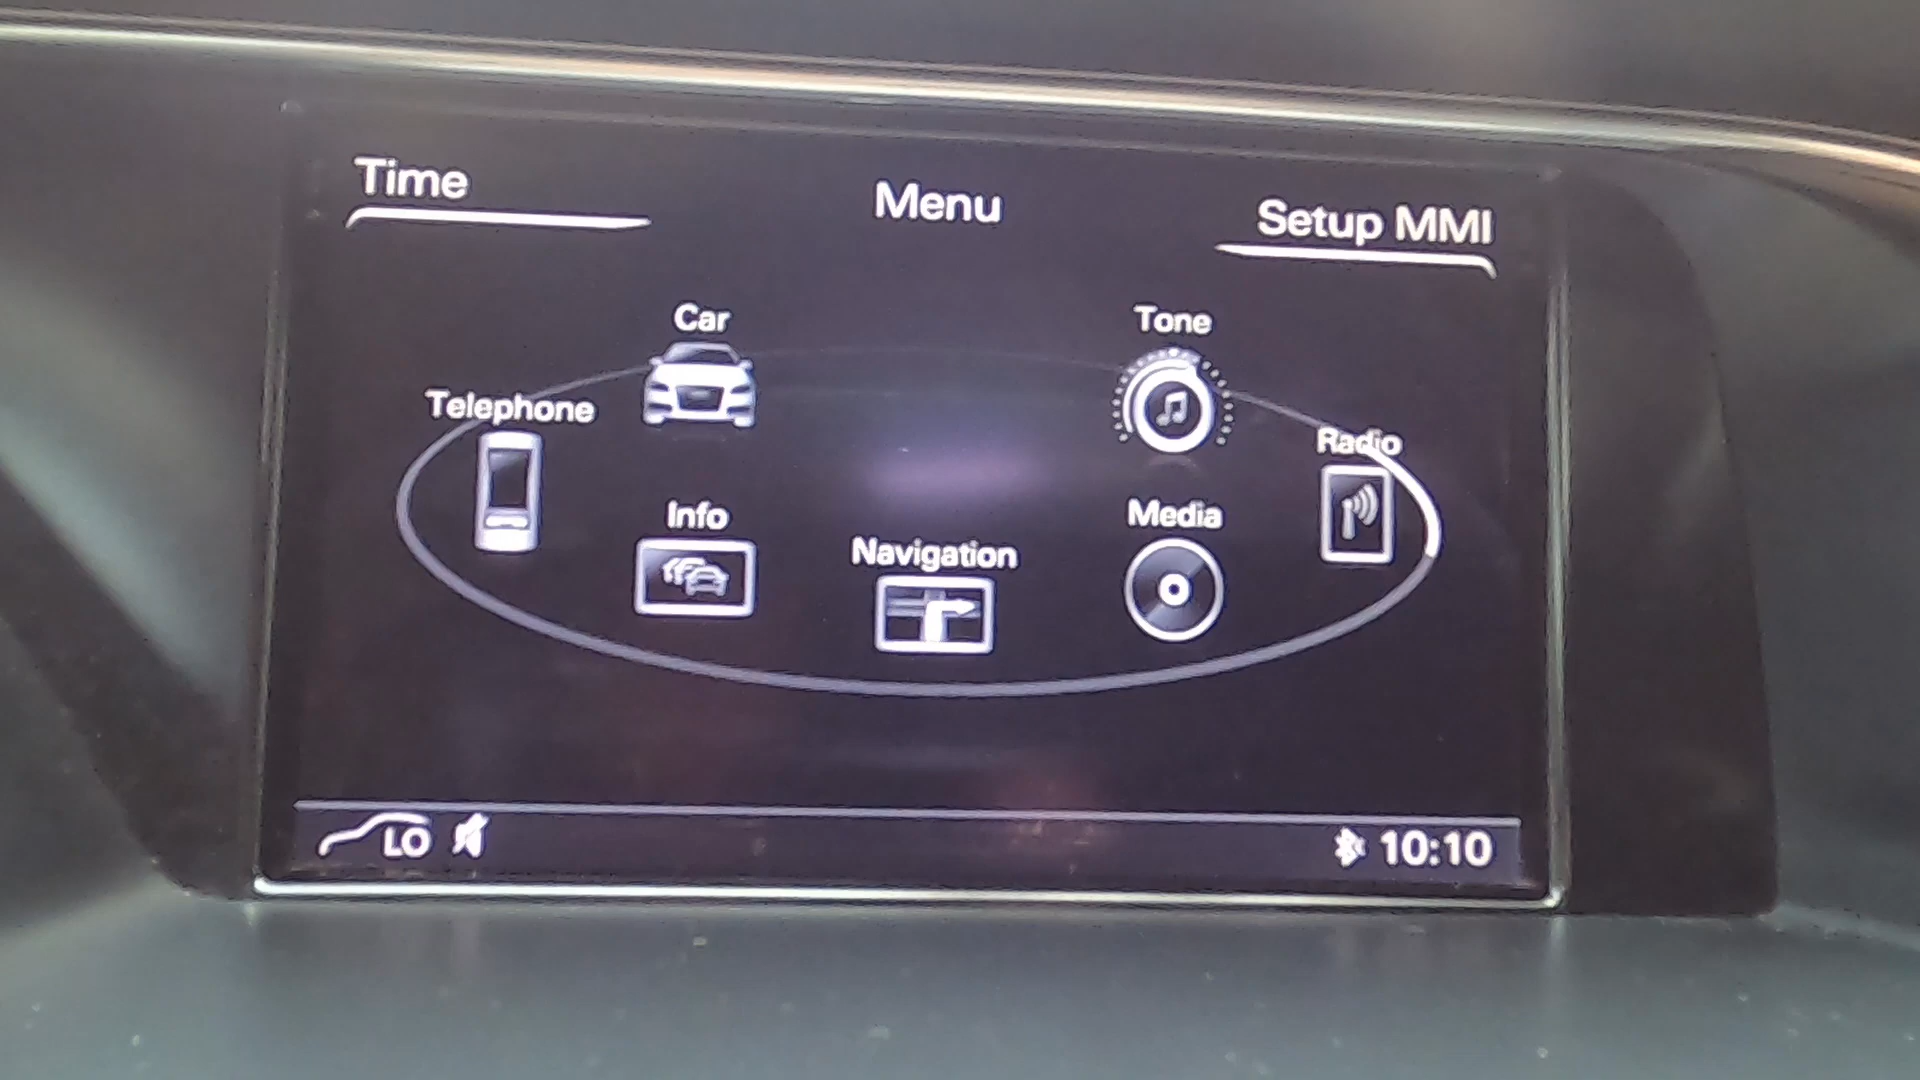 Time
Menu
Setup MMI
Car
Tone
Telephone
Radio
Info
Media
Navigation
LO
10:10